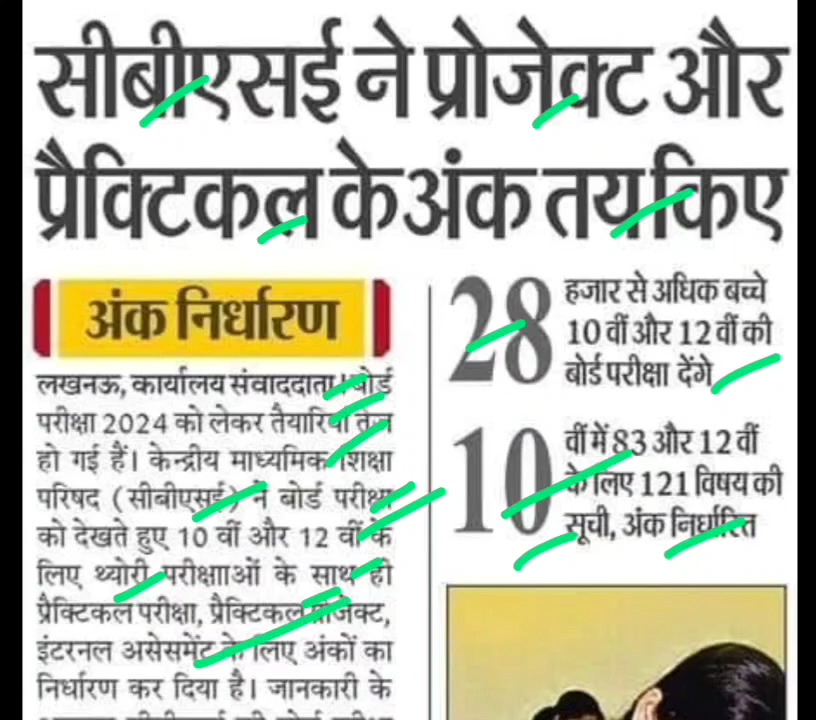 सीबीएसई ने प्रोजेक्ट और
प्रैक्टिकल के अंक तय किए
अंक निर्धारण
लखनऊ, कार्यालय संवाददाता। बोर्ड
परीक्षा 2024 को लेकर तैयारियां तेज
हो गई हैं। केन्द्रीय माध्यमिक शिक्षा
परिषद (सीबीएसई) ने बोर्ड परीक्षा
को देखते हुए 10 वीं और 12 वीं के
लिए थ्योरी परीक्षााओं के साथ ही
प्रैक्टिकल परीक्षा, प्रैक्टिकल प्रोजेक्ट,
इंटरनल असेसमेंट के लिए अंकों का
निर्धारण कर दिया है। जानकारी के
28 हजार से अधिक बच्चे
10 वीं और 12 वीं की
बोर्ड परीक्षा देंगे
10 वीं में 83 और 12 वीं
के लिए 121 विषय की
सूची, अंक निर्धारित